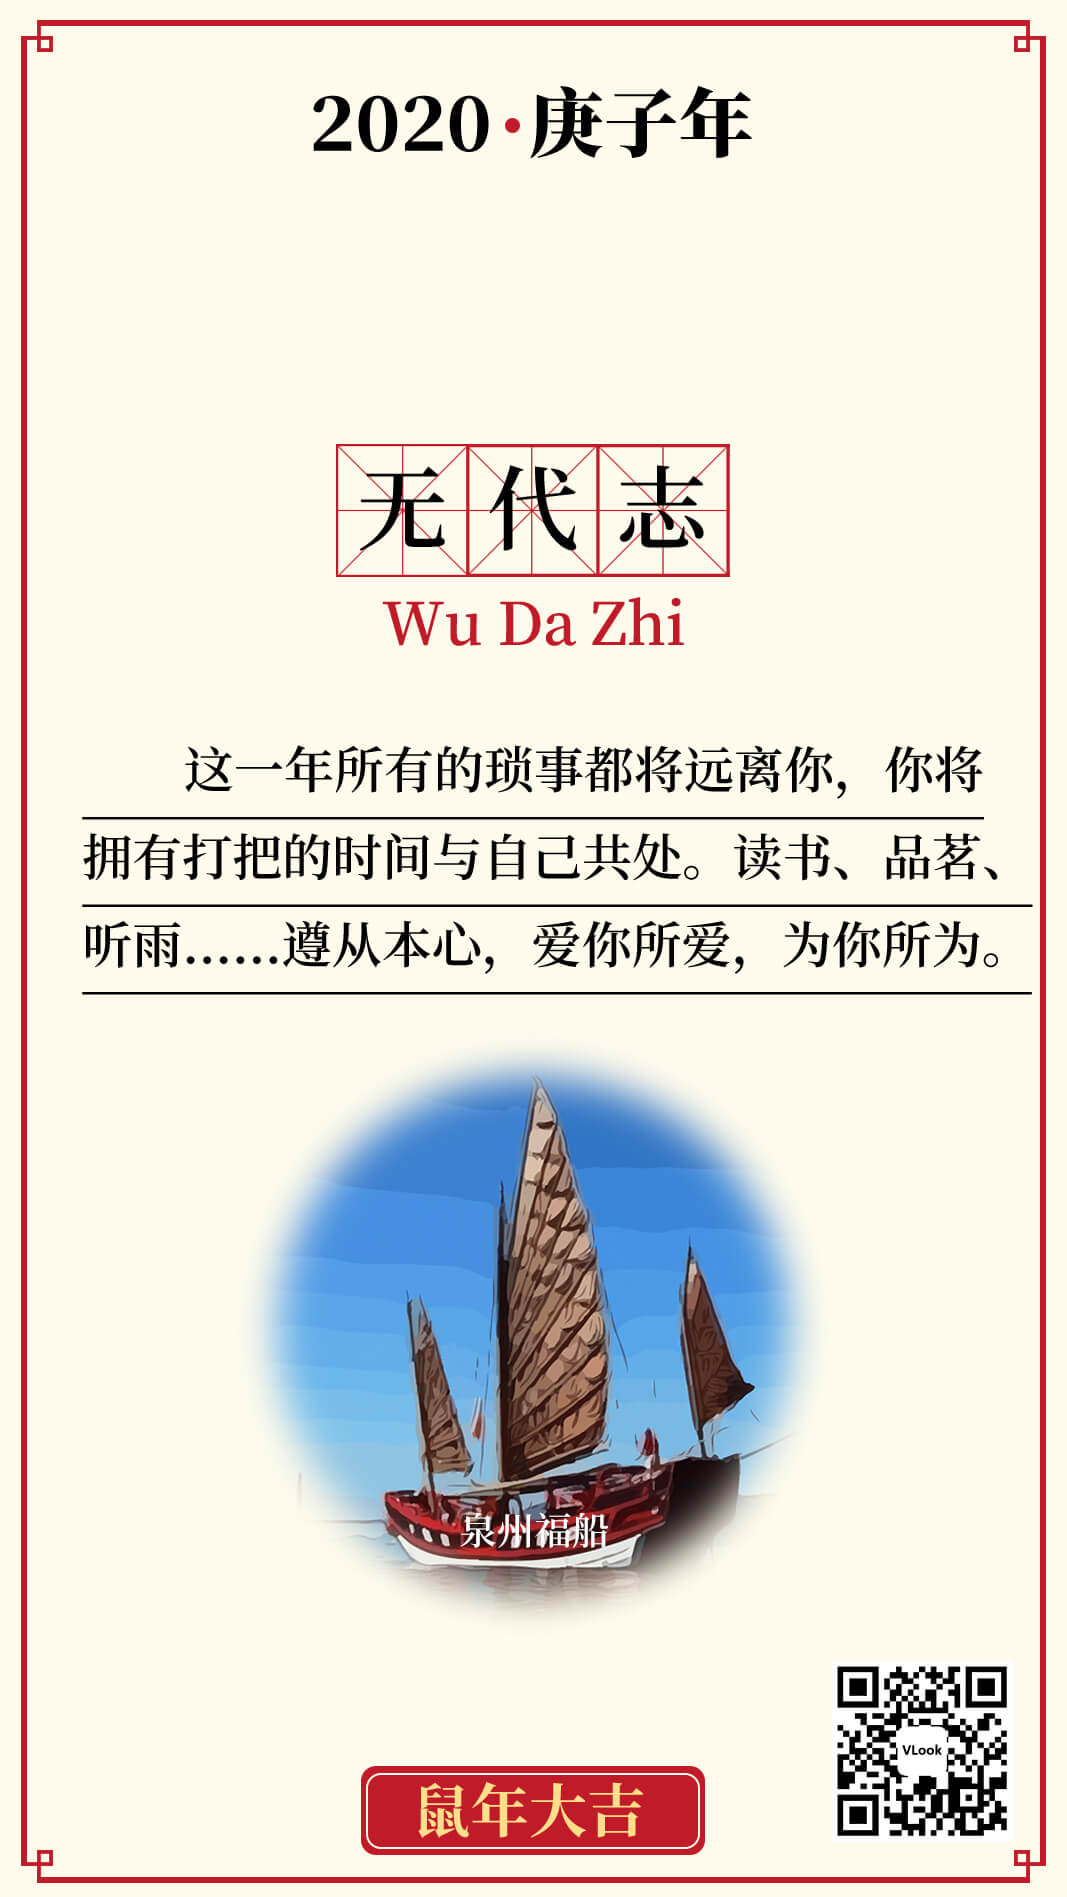 2020·庚子年
无代志
Wu Da Zhi
这一年所有的琐事都将远离你，你将
拥有打把的时间与自己共处。读书、品茗、
听雨……遵从本心，爱你所爱，为你所为。
泉州福船
VLook
鼠年大吉